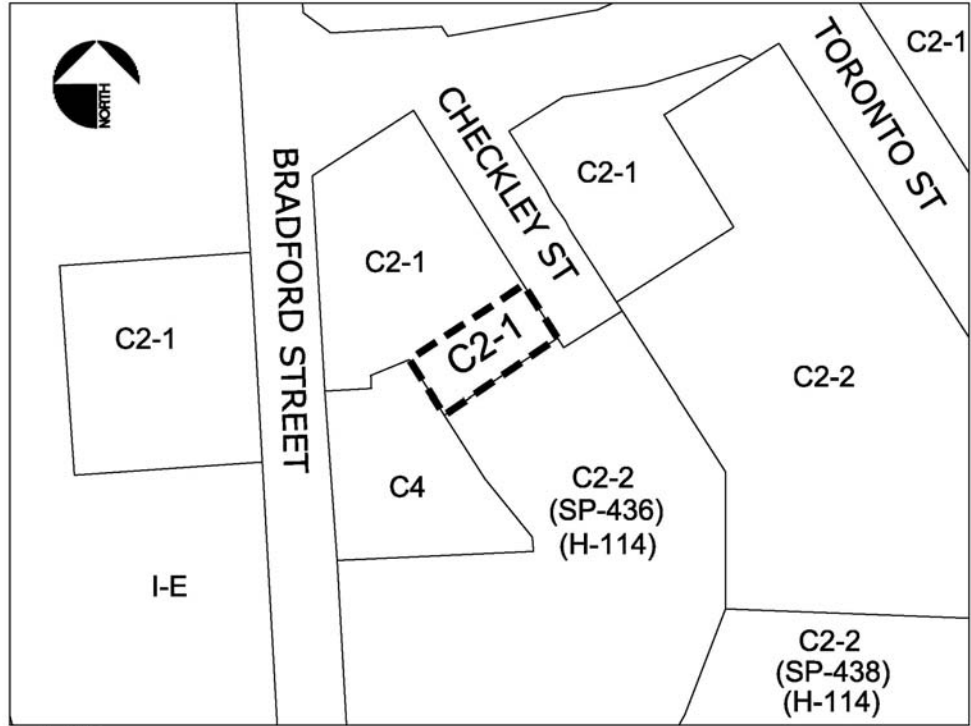 C2-1
TORONTO ST
NORTH
CHECKLEY ST
BRADFORD STREET
C2-1
C2-1
C2-1
C2-1
C2-2
C4
C2-2
(SP-436)
(H-114)
I-E
C2-2
(SP-438)
(H-114)